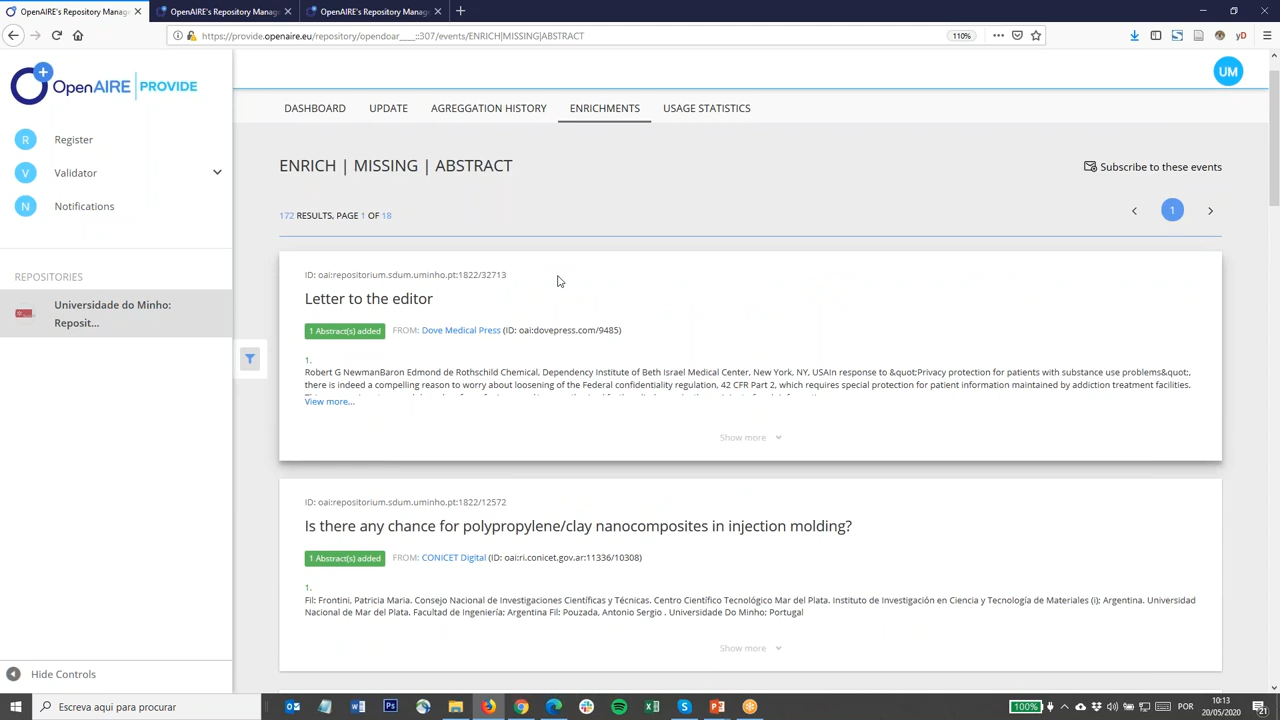 OpenAIRE's Repository Manag
OpenAIRE's Repository Manag
OpenAIRE's Repository Manag
https://provide.openaire.eu/repository/opendoar____::307/events/ENRICH|MISSING|ABSTRACT
110%
yD
OpenAIRE | PROVIDE
UM
DASHBOARD
UPDATE
AGREGGATION HISTORY
ENRICHMENTS
USAGE STATISTICS
R Register
V Validator
N Notifications
REPOSITORIES
Universidade do Minho:
Reposit...
Hide Controls
ENRICH | MISSING | ABSTRACT
Subscribe to these events
172 RESULTS, PAGE 1 OF 18
1
ID: oai:repositorium.sdum.uminho.pt:1822/32713
Letter to the editor
1 Abstract(s) added FROM: Dove Medical Press (ID: oai:dovepress.com/9485)
1.
Robert G NewmanBaron Edmond de Rothschild Chemical, Dependency Institute of Beth Israel Medical Center, New York, NY, USAIn response to &quot;Privacy protection for patients with substance use problems&quot;,
there is indeed a compelling reason to worry about loosening of the Federal confidentiality regulation, 42 CFR Part 2, which requires special protection for patient information maintained by addiction treatment facilities.
View more...
Show more
ID: oai:repositorium.sdum.uminho.pt:1822/12572
Is there any chance for polypropylene/clay nanocomposites in injection molding?
1 Abstract(s) added FROM: CONICET Digital (ID: oai:ri.conicet.gov.ar:11336/10308)
1.
Fil: Frontini, Patricia Maria. Consejo Nacional de Investigaciones Científicas y Técnicas. Centro Científico Tecnológico Mar del Plata. Instituto de Investigación en Ciencia y Tecnología de Materiales (i); Argentina. Universidad
Nacional de Mar del Plata. Facultad de Ingeniería; Argentina Fil: Pouzada, Antonio Sergio . Universidade Do Minho; Portugal
Show more
Escreva aqui para procurar
100%
POR
10:13
20/05/2020
21